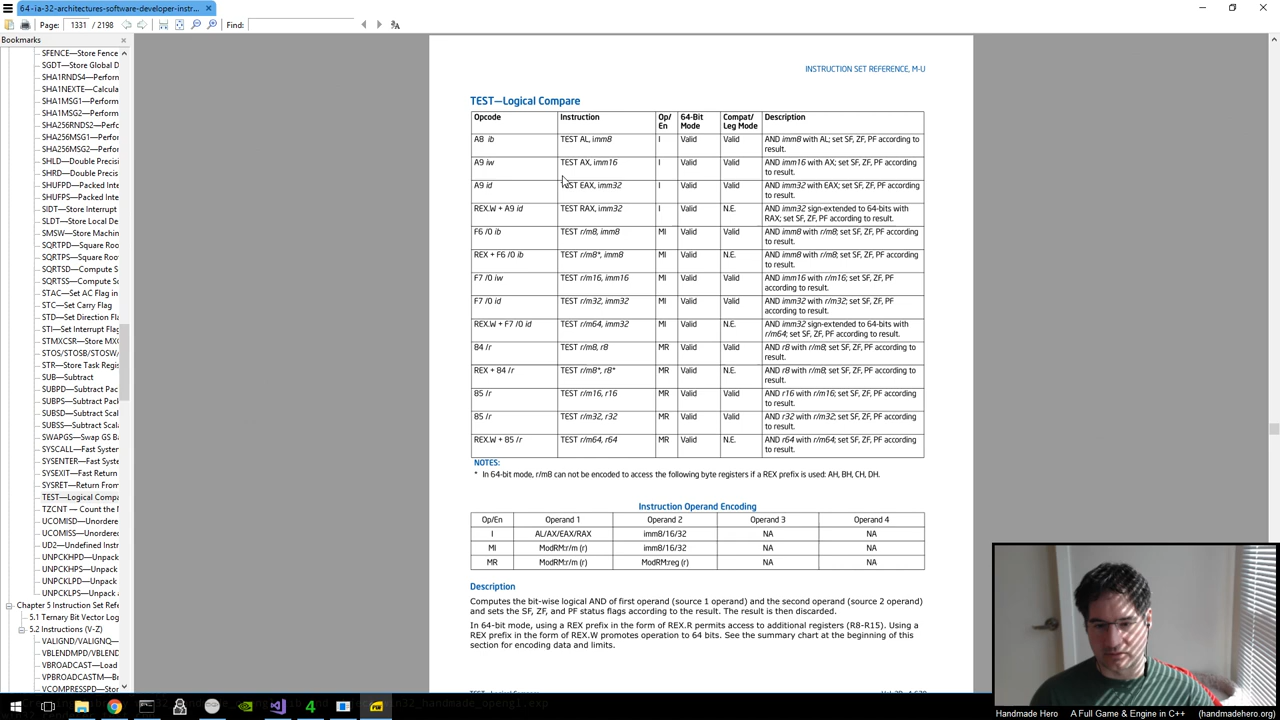 64-ia-32-architectures-software-developer-instr...
Page: 1331 / 2198 Find:
Bookmarks
SFENCE—Store Fence
SGDT—Store Global D
SHA1RNDS4—Perform
SHA1NEXTE—Calculat
SHA1MSG1—Perform
SHA1MSG2—Perform
SHA256RNDS2—Perfo
SHA256MSG1—Perform
SHA256MSG2—Perform
SHLD—Double Precisi
SHRD—Double Precisi
SHUFPD—Packed Inte
SHUFPS—Packed Inte
SIDT—Store Interrupt
SLDT—Store Local De
SMSW—Store Machine
SQRTPD—Square Roo
SQRTPS—Square Root
SQRTSD—Compute S
SQRTSS—Compute Sc
STAC—Set AC Flag in
STC—Set Carry Flag
STD—Set Direction Fla
STI—Set Interrupt Flag
STMXCSR—Store MX
STOS/STOSB/STOSW/
STR—Store Task Regis
SUB—Subtract
SUBPD—Subtract Pac
SUBPS—Subtract Pack
SUBSD—Subtract Scal
SUBSS—Subtract Scal
SWAPGS—Swap GS B
SYSCALL—Fast System
SYSENTER—Fast Syste
SYSEXIT—Fast Return
SYSRET—Return From
TEST—Logical Compa
TZCNT — Count the N
UCOMISD—Unordere
UCOMISS—Unordered
UD2—Undefined Instr
UNPCKHPD—Unpack
UNPCKHPS—Unpack
UNPCKLPD—Unpack
UNPCKLPS—Unpack a
Chapter 5 Instruction Set Refe
5.1 Ternary Bit Vector Log
5.2 Instructions (V-Z)
VALIGND/VALIGNQ—
VBLENDMPD/VBLEND
VBROADCAST—Load
VBROADCASTM—Bro
VCOMPRESSPD—Stor
INSTRUCTION SET REFERENCE, M-U
TEST—Logical Compare
Opcode Instruction Op/ En 64-Bit Mode Compat/ Leg Mode Description
A8 ib TEST AL, imm8 I Valid Valid AND imm8 with AL; set SF, ZF, PF according to
result.
A9 iw TEST AX, imm16 I Valid Valid AND imm16 with AX; set SF, ZF, PF according to
result.
A9 id TEST EAX, imm32 I Valid Valid AND imm32 with EAX; set SF, ZF, PF according to
result.
REX.W + A9 id TEST RAX, imm32 I Valid N.E. AND imm32 sign-extended to 64-bits with
RAX; set SF, ZF, PF according to result.
F6 /0 ib TEST r/m8, imm8 MI Valid Valid AND imm8 with r/m8; set SF, ZF, PF according
to result.
REX + F6 /0 ib TEST r/m8*, imm8 MI Valid N.E. AND imm8 with r/m8; set SF, ZF, PF according
to result.
F7 /0 iw TEST r/m16, imm16 MI Valid Valid AND imm16 with r/m16; set SF, ZF, PF
according to result.
F7 /0 id TEST r/m32, imm32 MI Valid Valid AND imm32 with r/m32; set SF, ZF, PF
according to result.
REX.W + F7 /0 id TEST r/m64, imm32 MI Valid N.E. AND imm32 sign-extended to 64-bits with
r/m64; set SF, ZF, PF according to result.
84 /r TEST r/m8, r8 MR Valid Valid AND r8 with r/m8; set SF, ZF, PF according to
result.
REX + 84 /r TEST r/m8*, r8* MR Valid N.E. AND r8 with r/m8; set SF, ZF, PF according to
result.
85 /r TEST r/m16, r16 MR Valid Valid AND r16 with r/m16; set SF, ZF, PF according
to result.
85 /r TEST r/m32, r32 MR Valid Valid AND r32 with r/m32; set SF, ZF, PF according
to result.
REX.W + 85 /r TEST r/m64, r64 MR Valid N.E. AND r64 with r/m64; set SF, ZF, PF according
to result.
NOTES:
* In 64-bit mode, r/m8 can not be encoded to access the following byte registers if a REX prefix is used: AH, BH, CH, DH.
Instruction Operand Encoding
Op/En Operand 1 Operand 2 Operand 3 Operand 4
I AL/AX/EAX/RAX imm8/16/32 NA NA
MI ModRM:r/m (r) imm8/16/32 NA NA
MR ModRM:r/m (r) ModRM:reg (r) NA NA
Description
Computes the bit-wise logical AND of first operand (source 1 operand) and the second operand (source 2 operand)
and sets the SF, ZF, and PF status flags according to the result. The result is then discarded.
In 64-bit mode, using a REX prefix in the form of REX.R permits access to additional registers (R8-R15). Using a
REX prefix in the form of REX.W promotes operation to 64 bits. See the summary chart at the beginning of this
section for encoding data and limits.
Handmade Hero A Full Game & Engine in C++ (handmadehero.org)